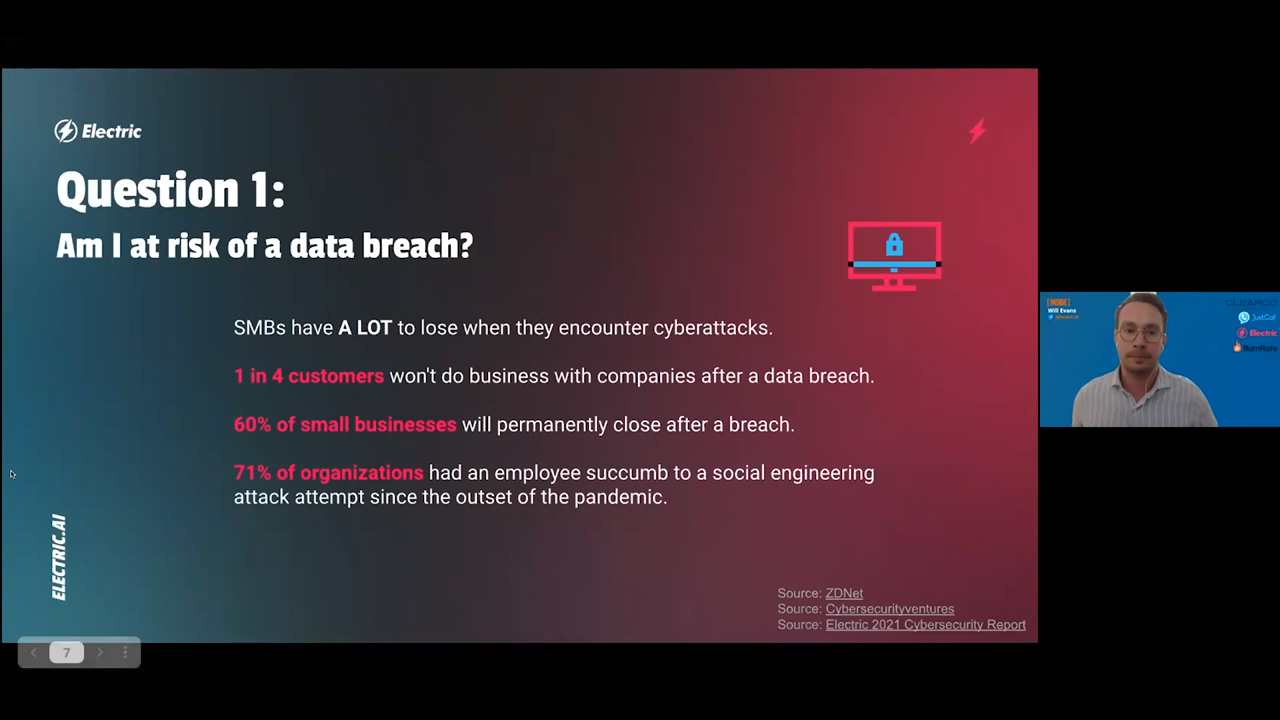 Electric
Question 1:
Am I at risk of a data breach?
SMBs have A LOT to lose when they encounter cyberattacks.
1 in 4 customers won't do business with companies after a data breach.
60% of small businesses will permanently close after a breach.
71% of organizations had an employee succumb to a social engineering
attack attempt since the outset of the pandemic.
ELECTRIC.AI
Source: ZDNet
Source: Cybersecurityventures
Source: Electric 2021 Cybersecurity Report
7
[INSIDE]
Will Evans
CLEARCO
JustCall
Electric
BurnRate